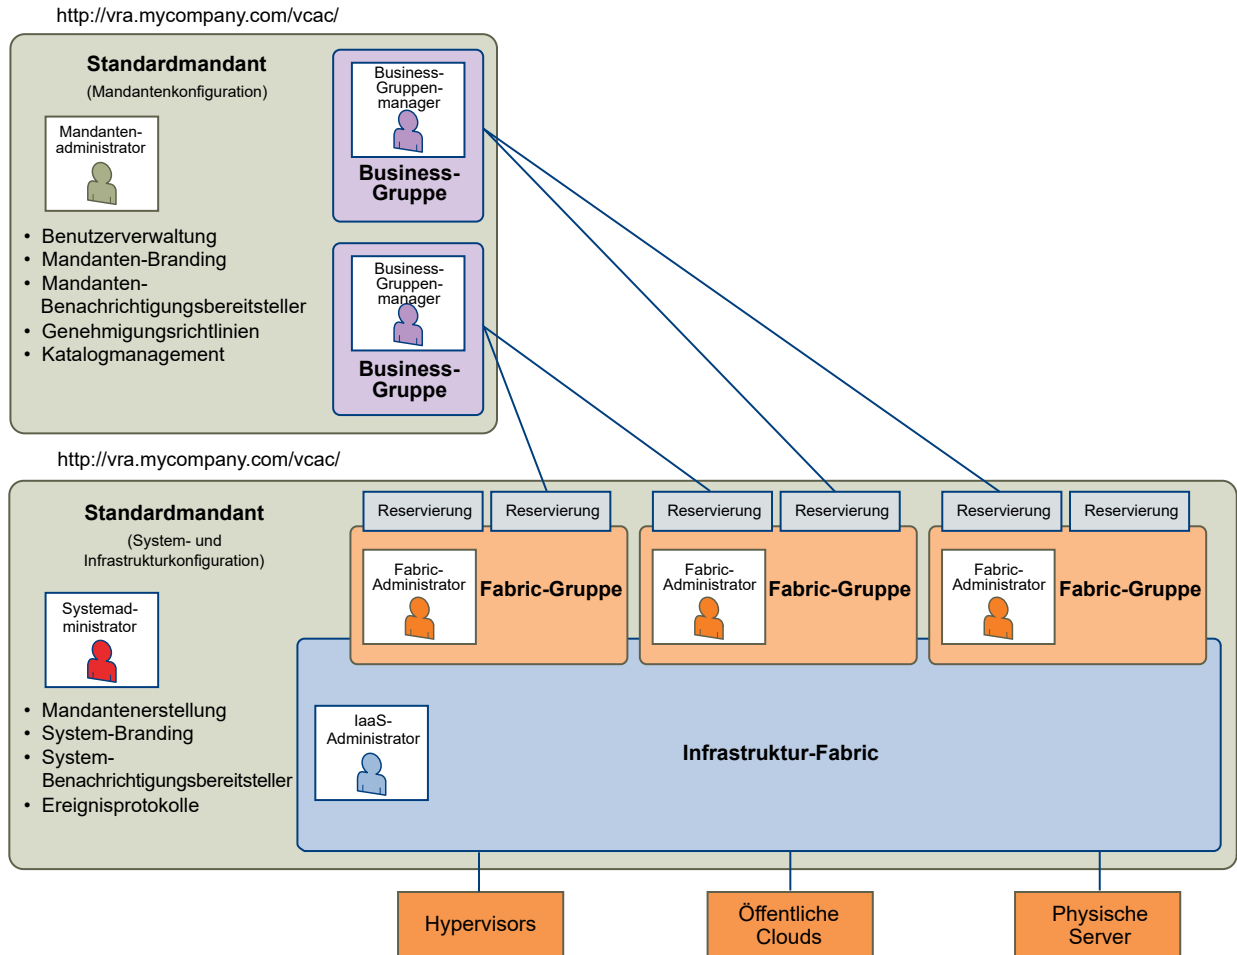 http://vra.mycompany.com/vcac/
Standardmandant
(Mandantenkonfiguration)
Mandanten-
administrator
• Benutzerverwaltung
• Mandanten-Branding
• Mandanten-
Benachrichtigungsbereitsteller
• Genehmigungsrichtlinien
• Katalogmanagement
Business-
Gruppen-
manager
Business-
Gruppe
Business-
Gruppen-
manager
Business-
Gruppe
http://vra.mycompany.com/vcac/
Standardmandant
(System- und
Infrastrukturkonfiguration)
Systemad-
ministrator
• Mandantenerstellung
• System-Branding
• System-
Benachrichtigungsbereitsteller
• Ereignisprotokolle
Reservierung
Reservierung
Fabric-
Administrator
Fabric-Gruppe
Reservierung
Reservierung
Fabric-
Administrator
Fabric-Gruppe
Reservierung
Reservierung
Fabric-
Administrator
Fabric-Gruppe
IaaS-
Administrator
Infrastruktur-Fabric
Hypervisors
Öffentliche
Clouds
Physische
Server